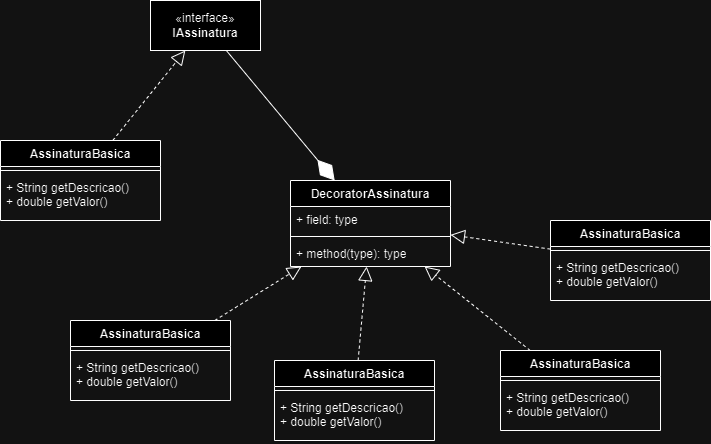 «interface»
IAssinatura
AssinaturaBasica
+ String getDescricao()
+ double getValor()
DecoratorAssinatura
+ field: type
+ method(type): type
AssinaturaBasica
+ String getDescricao()
+ double getValor()
AssinaturaBasica
+ String getDescricao()
+ double getValor()
AssinaturaBasica
+ String getDescricao()
+ double getValor()
AssinaturaBasica
+ String getDescricao()
+ double getValor()